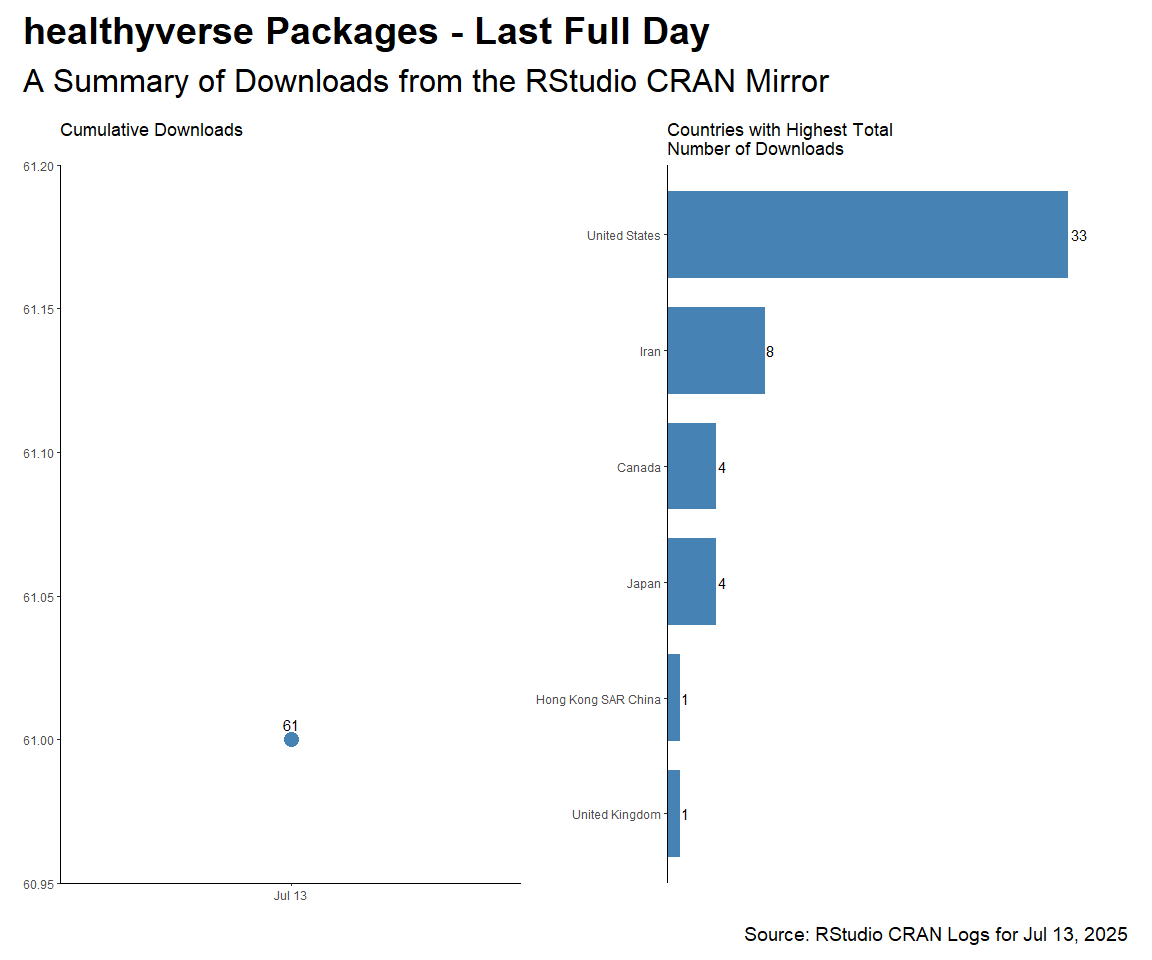 healthyverse Packages - Last Full Day
A Summary of Downloads from the RStudio CRAN Mirror
Cumulative Downloads
61.20
61.15
61.10
61.05
61.00
60.95
61
Jul 13
Countries with Highest Total
Number of Downloads
United States 33
Iran 8
Canada 4
Japan 4
Hong Kong SAR China 1
United Kingdom 1
Source: RStudio CRAN Logs for Jul 13, 2025